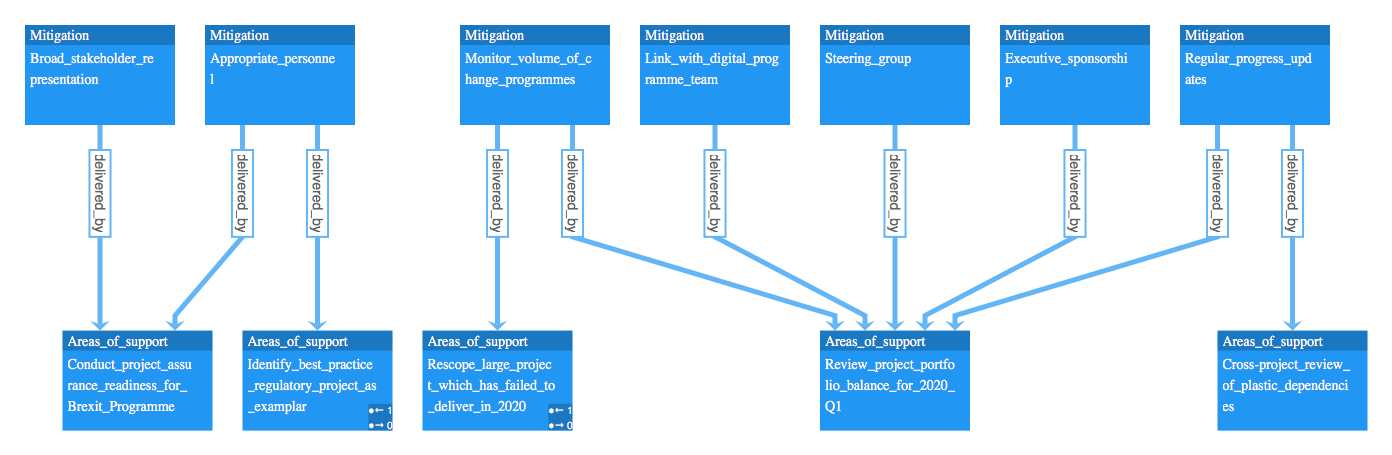 Mitigation
Broad_stakeholder_re
presentation
Mitigation
Appropriate_personne
l
Mitigation
Monitor_volume_of_c
hange_programmes
Mitigation
Link_with_digital_prog
ramme_team
Mitigation
Steering_group
Mitigation
Executive_sponsorshi
p
Mitigation
Regular_progress_upd
ates
delivered_by
delivered_by
delivered_by
delivered_by
delivered_by
delivered_by
delivered_by
delivered_by
delivered_by
delivered_by
Areas_of_support
Conduct_project_assu
rance_readiness_for_
Brexit_Programme
Areas_of_support
Identify_best_practice
_regulatory_project_as
_examplar
← 1
→ 0
Areas_of_support
Rescope_large_projec
t_which_has_failed_to
_deliver_in_2020
← 1
→ 0
Areas_of_support
Review_project_portfo
lio_balance_for_2020_
Q1
Areas_of_support
Cross-project_review_
of_plastic_dependenci
es